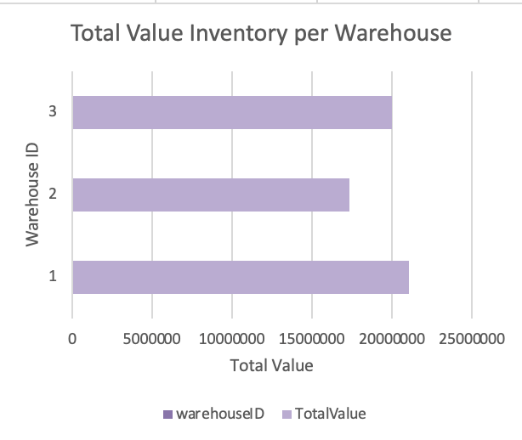 Total Value Inventory per Warehouse
3
2
1
Warehouse ID
0 5000000 10000000 15000000 20000000 25000000
Total Value
warehouseID TotalValue